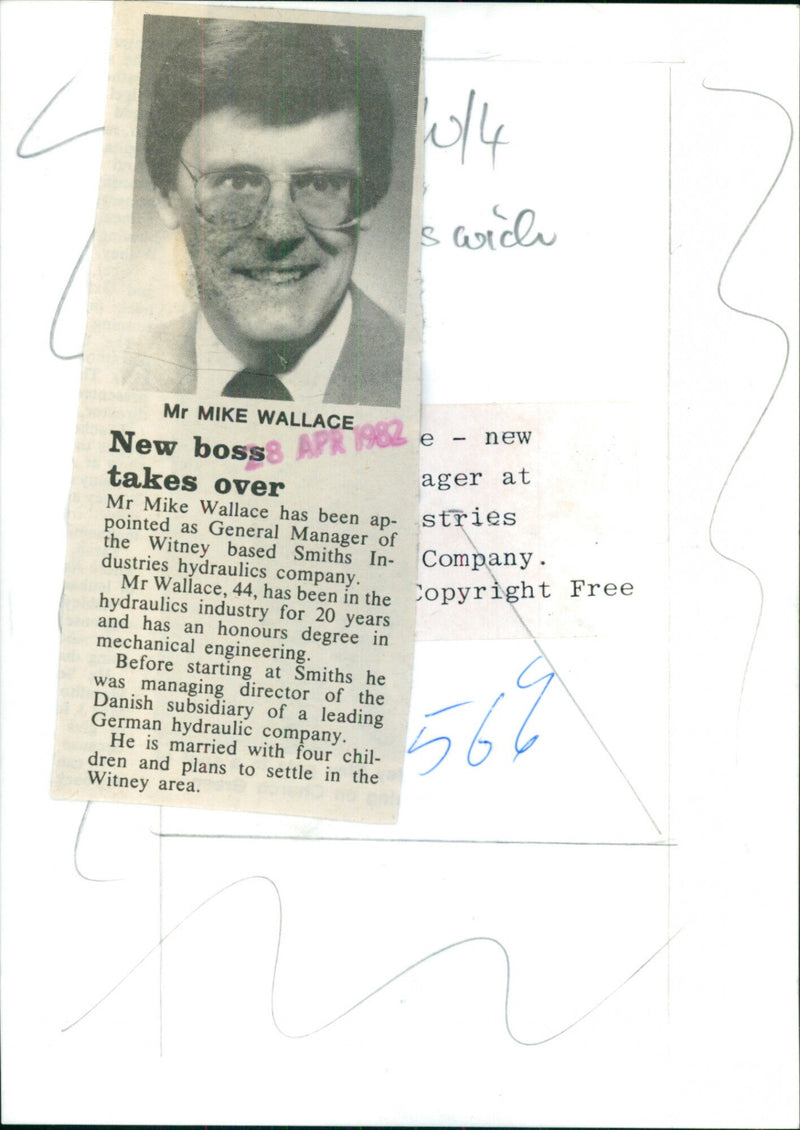 Mr MIKE WALLACE
28 APR 1982
New boss
takes over
Mr Mike Wallace has been ap-
pointed as General Manager of
the Witney based Smiths In-
dustries hydraulics company.
Mr Wallace, 44, has been in the
hydraulics industry for 20 years
and has an honours degree in
mechanical engineering.
Before starting at Smiths he
was managing director of the
Danish subsidiary of a leading
German hydraulic company.
He is married with four chil-
dren and plans to settle in the
Witney area.
e - new
ager at
stries
Company.
Copyright Free